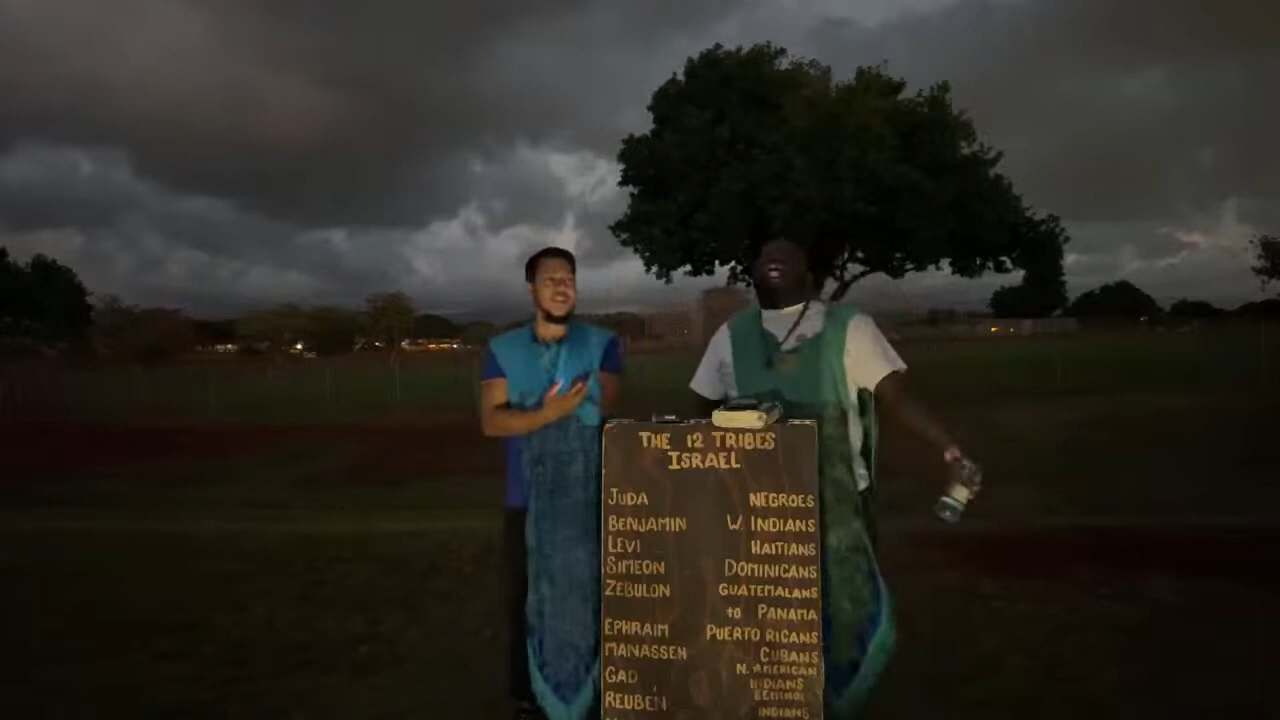 THE 12 TRIBES
ISRAEL
JUDA NEGROES
BENJAMIN W. INDIANS
LEVI HAITIANS
SIMEON DOMINICANS
ZEBULON GUATEMALANS
to PANAMA
EPHRAIM PUERTO RICANS
MANASSEH CUBANS
GAD N. AMERICAN
INDIANS
REUBEN SEMINOL
INDIANS